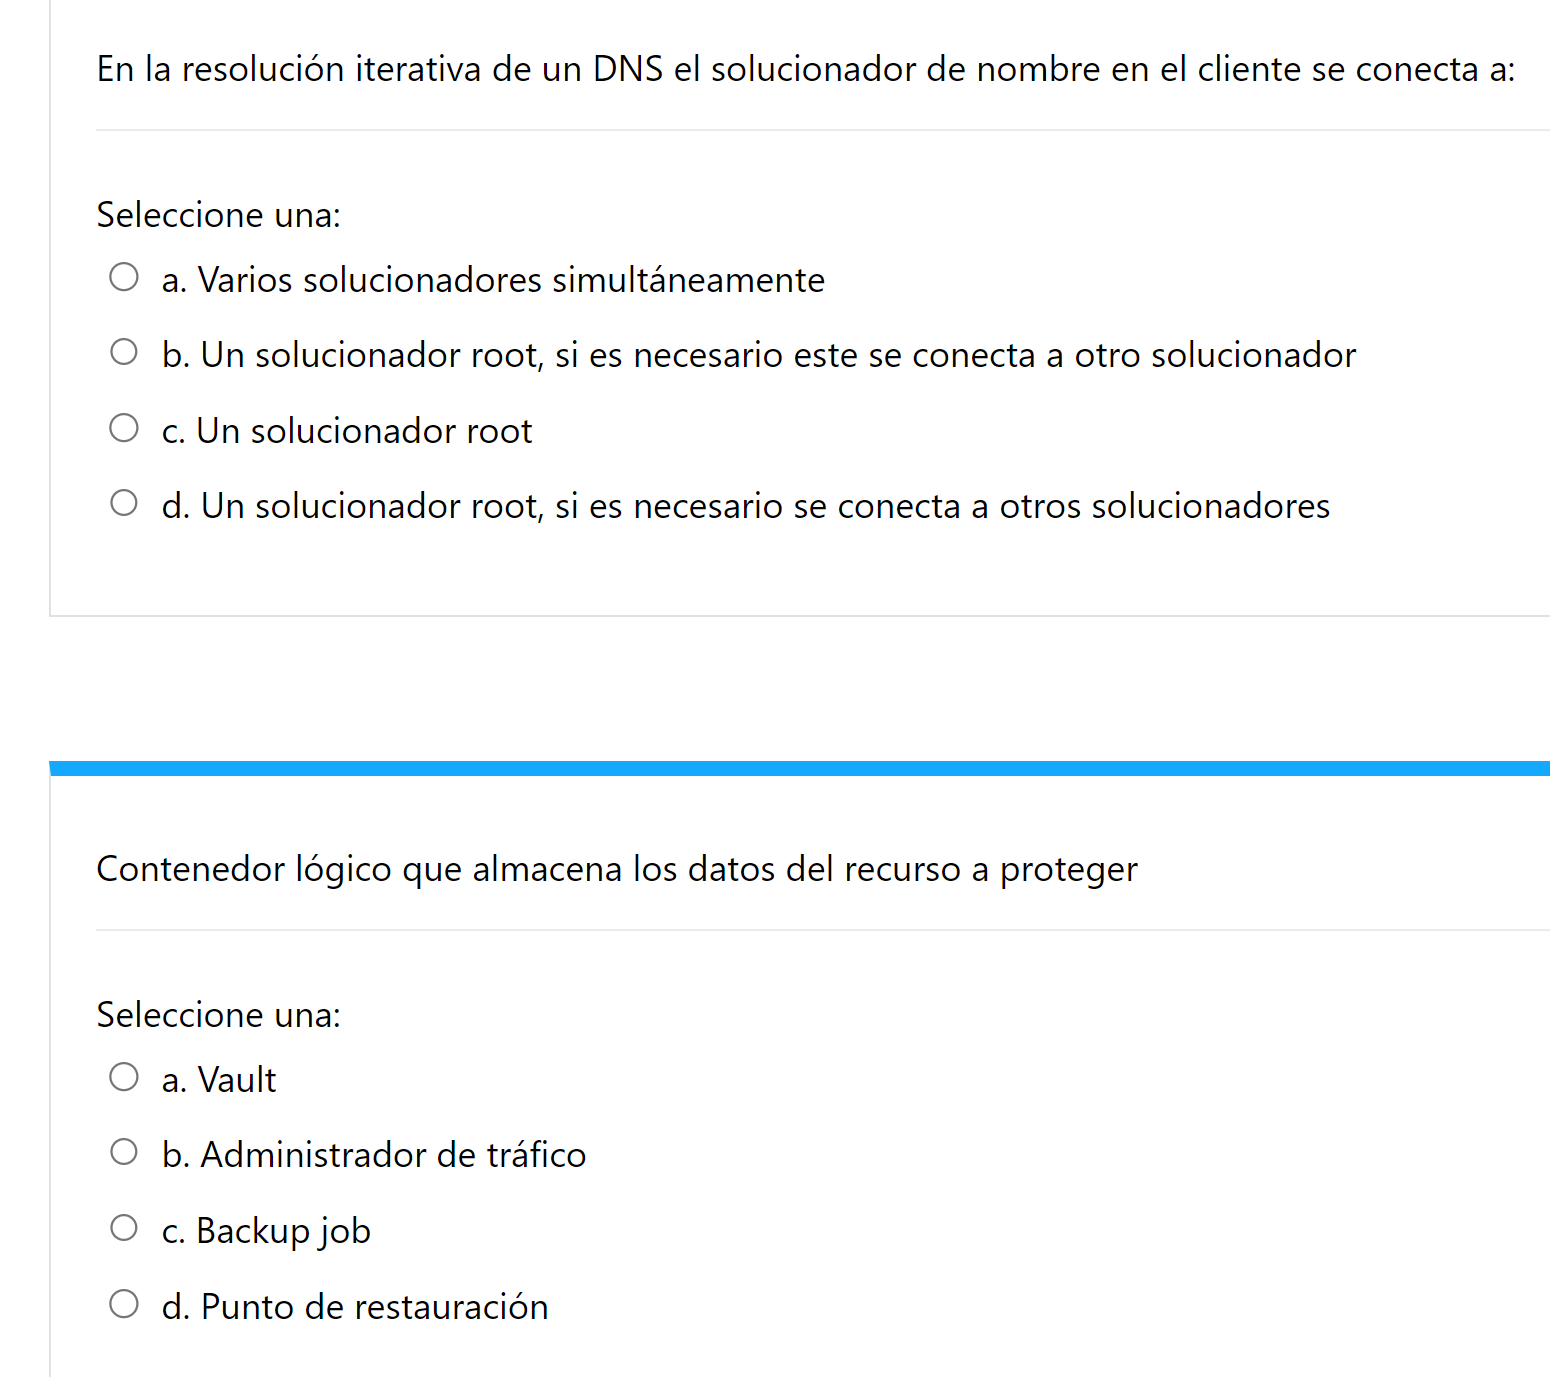 En la resolución iterativa de un DNS el solucionador de nombre en el cliente se conecta a:
Seleccione una:
a. Varios solucionadores simultáneamente
b. Un solucionador root, si es necesario este se conecta a otro solucionador
c. Un solucionador root
d. Un solucionador root, si es necesario se conecta a otros solucionadores
Contenedor lógico que almacena los datos del recurso a proteger
Seleccione una:
a. Vault
b. Administrador de tráfico
c. Backup job
d. Punto de restauración